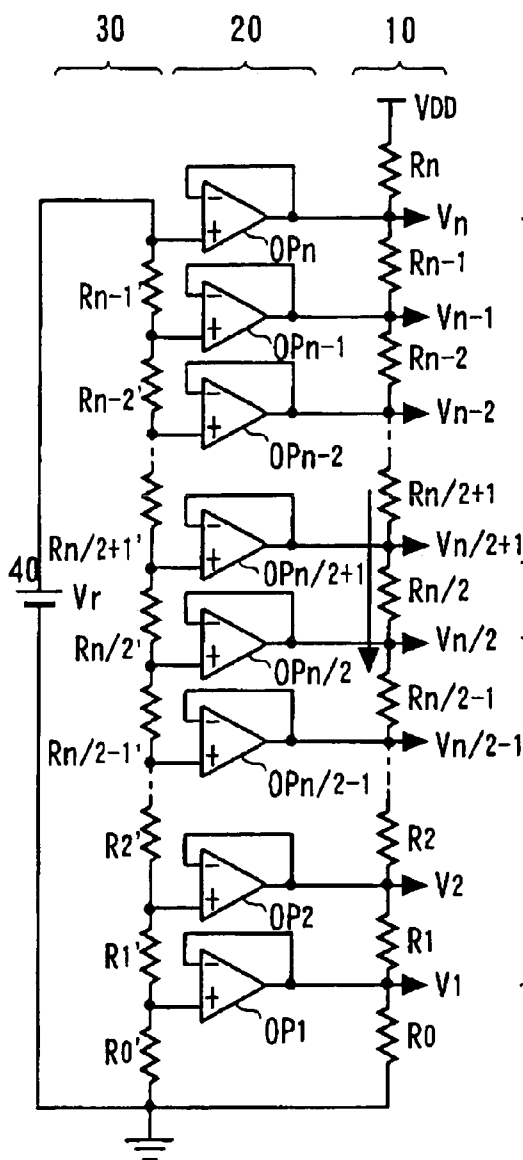 30 20 10
VDD
Rn
Vn
OPn
Rn-1' Rn-1
OPn-1 Vn-1
Rn-2
Rn-2' Vn-2
OPn-2
Rn/2+1
Rn/2+1' Vn/2+1
40 OPn/2+1
Vr Rn/2
Rn/2' Vn/2
OPn/2
Rn/2-1
Rn/2-1' Vn/2-1
OPn/2-1
R2' R2
V2
OP2
R1' R1
V1
OP1
R0' R0